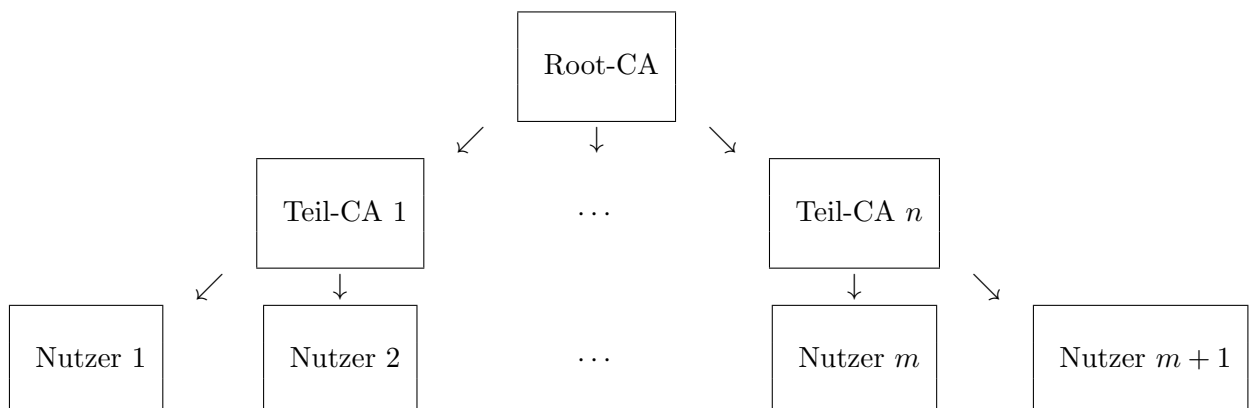 Root-CA
Teil-CA 1 ... Teil-CA n
Nutzer 1 Nutzer 2 ... Nutzer m Nutzer m + 1